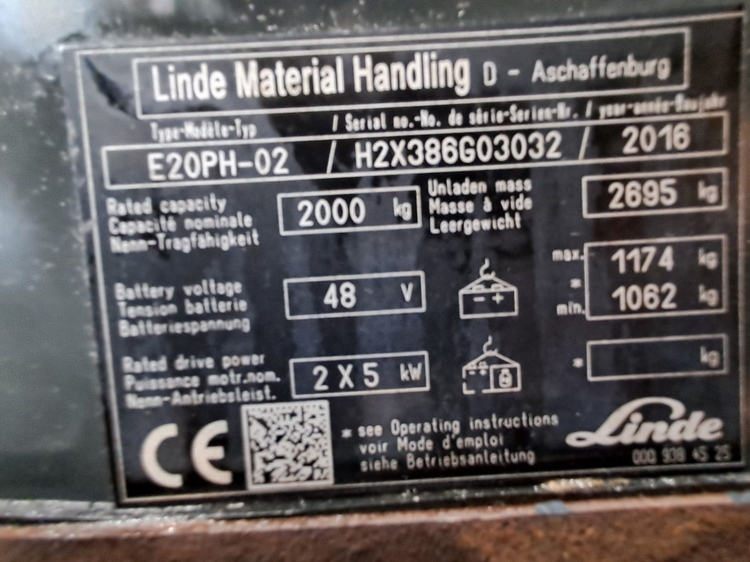 Linde Material Handling D - Aschaffenburg
Type-Modèle-Typ / Serial no.-No. de série-Serien-Nr. / year-année-Baujahr
E20PH-02 / H2X386G03032 / 2016
Rated capacity
Capacité nominale
Nenn-Tragfähigkeit
2000 kg
Unladen mass
Masse à vide
Leergewicht
2695 kg
Battery voltage
Tension batterie
Batteriespannung
48 V
- +
max. 1174 kg
*
min. 1062 kg
Rated drive power
Puissance motr.nom.
Nenn-Antriebsleist.
2 X 5 kW
* kg
CE
* see Operating instructions
voir Mode d'emploi
siehe Betriebsanleitung
Linde
000 938 45 25